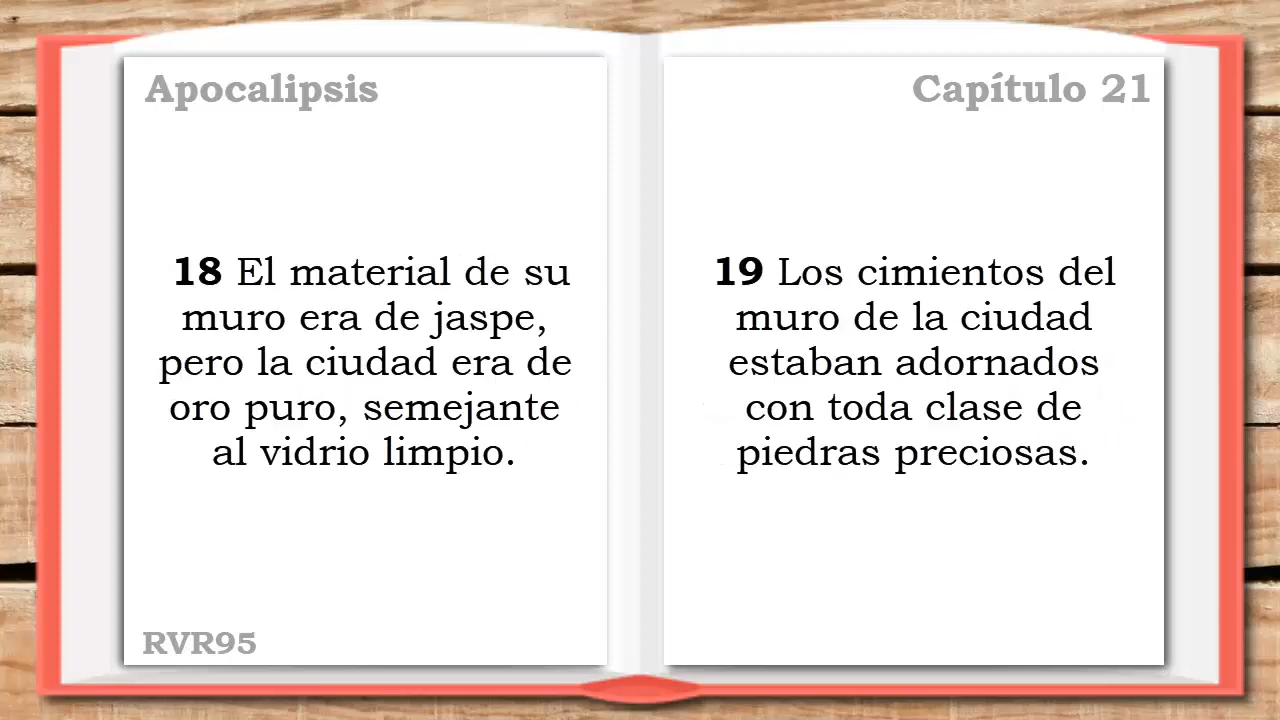 Apocalipsis
18 El material de su
muro era de jaspe,
pero la ciudad era de
oro puro, semejante
al vidrio limpio.
RVR95
Capítulo 21
19 Los cimientos del
muro de la ciudad
estaban adornados
con toda clase de
piedras preciosas.